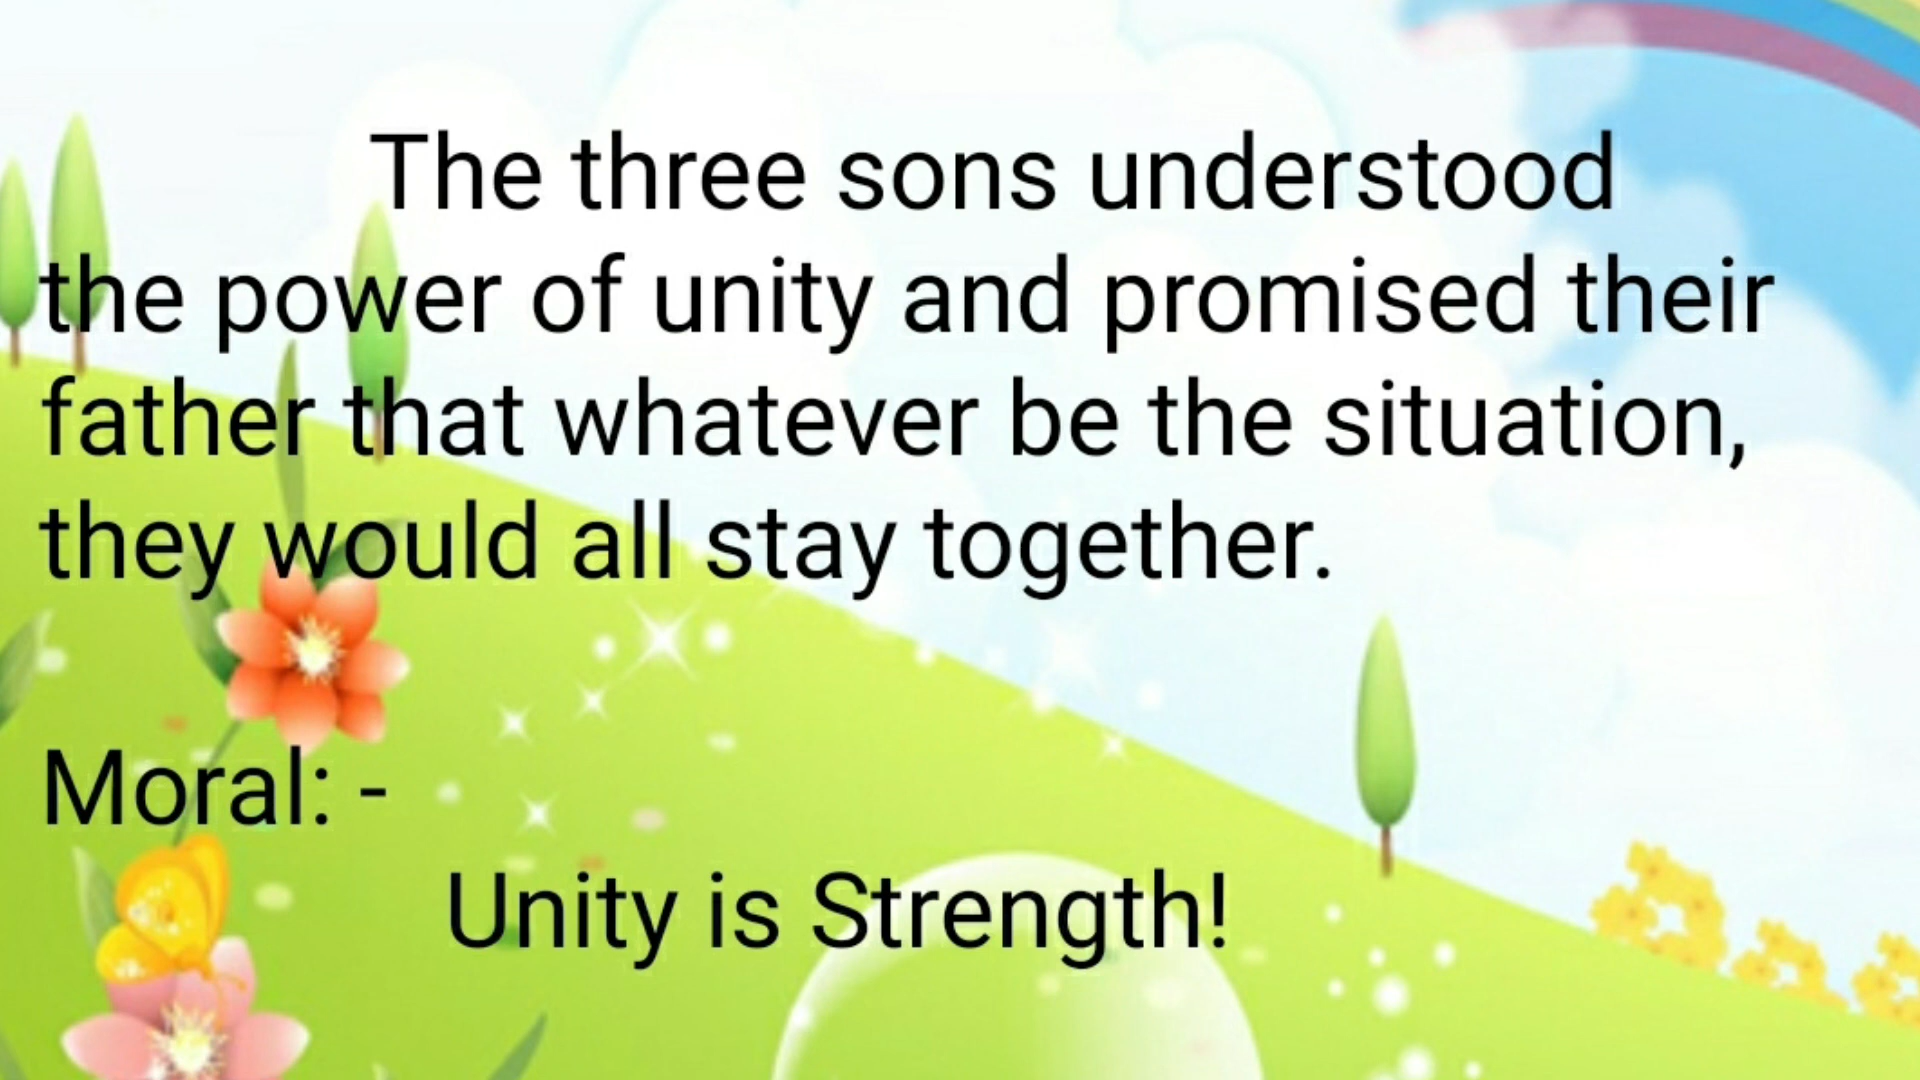 The three sons understood
the power of unity and promised their
father that whatever be the situation,
they would all stay together.
Moral: -
Unity is Strength!